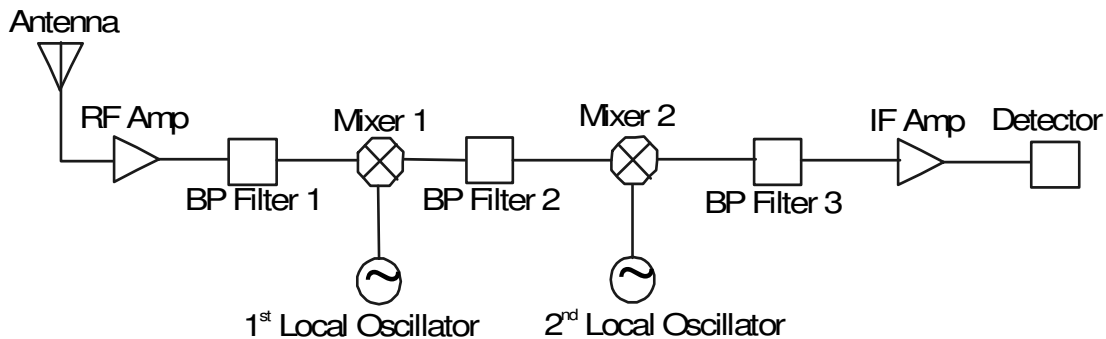 Antenna
RF Amp
Mixer 1
Mixer 2
IF Amp
Detector
BP Filter 1
BP Filter 2
BP Filter 3
~
~
1st Local Oscillator
2nd Local Oscillator